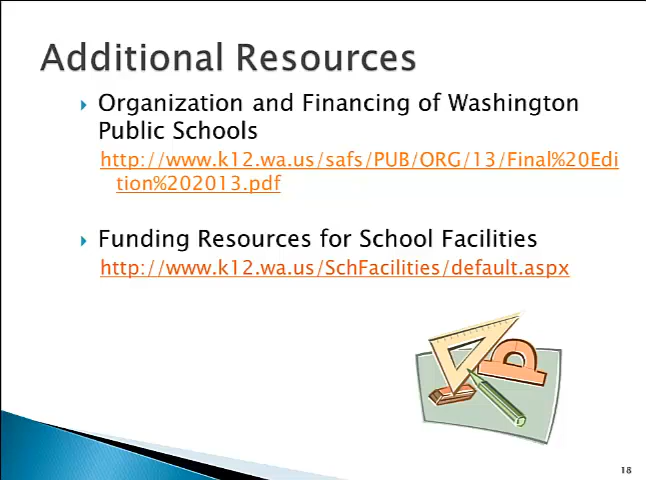 Additional Resources
Organization and Financing of Washington
Public Schools
http://www.k12.wa.us/safs/PUB/ORG/13/Final%20Edi
tion%202013.pdf
Funding Resources for School Facilities
http://www.k12.wa.us/SchFacilities/default.aspx
18